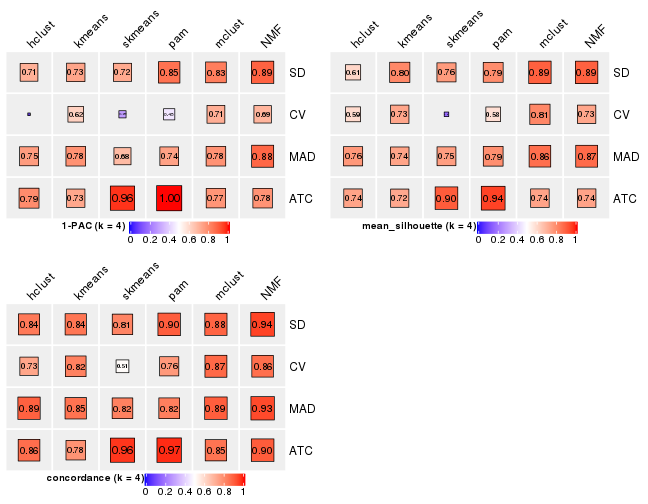 hclust kmeans skmeans pam mclust NMF hclust kmeans skmeans pam mclust NMF
0.71 0.73 0.72 0.85 0.83 0.89 SD 0.61 0.80 0.76 0.79 0.89 0.89 SD
0.62 0.71 0.69 CV 0.59 0.73 0.58 0.81 0.73 CV
0.75 0.78 0.68 0.74 0.78 0.88 MAD 0.76 0.74 0.75 0.79 0.86 0.87 MAD
0.79 0.73 0.96 1.00 0.77 0.78 ATC 0.74 0.72 0.90 0.94 0.74 0.74 ATC
1-PAC (k = 4) mean_silhouette (k = 4)
0 0.2 0.4 0.6 0.8 1 0 0.2 0.4 0.6 0.8 1
hclust kmeans skmeans pam mclust NMF
0.84 0.84 0.81 0.90 0.88 0.94 SD
0.73 0.82 0.51 0.76 0.87 0.86 CV
0.89 0.85 0.82 0.82 0.89 0.93 MAD
0.86 0.78 0.96 0.97 0.85 0.90 ATC
concordance (k = 4)
0 0.2 0.4 0.6 0.8 1